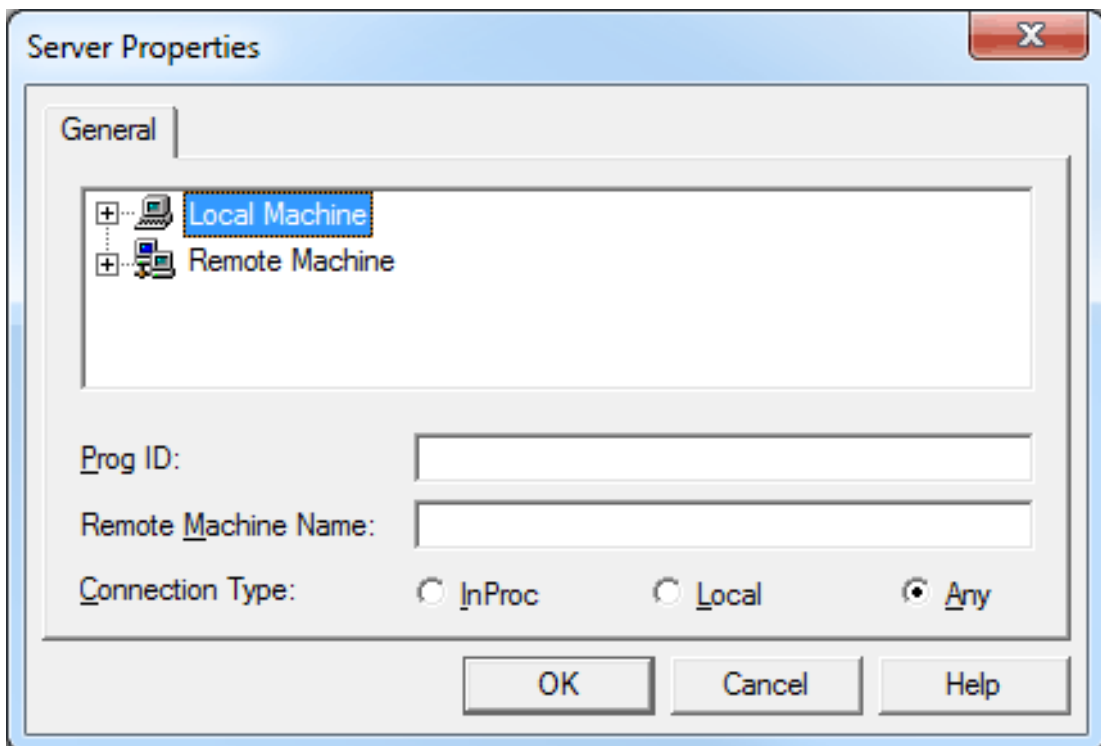 Server Properties
General
Local Machine
Remote Machine
Prog ID:
Remote Machine Name:
Connection Type: InProc Local Any
OK Cancel Help